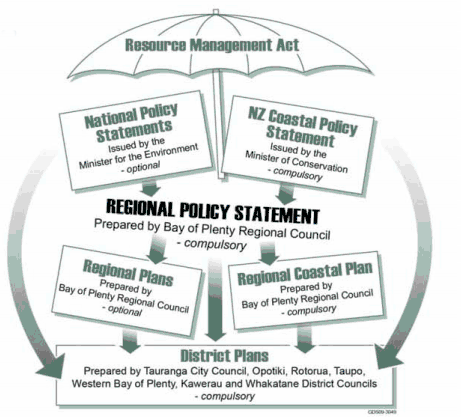 Resource Management Act
National Policy
Statements
Issued by the
Minister for the Environment
- optional
NZ Coastal Policy
Statement
Issued by the
Minister of Conservation
- compulsory
REGIONAL POLICY STATEMENT
Prepared by Bay of Plenty Regional Council
- compulsory
Regional Plans
Prepared by
Bay of Plenty Regional Council
- optional
Regional Coastal Plan
Prepared by
Bay of Plenty Regional Council
- compulsory
District Plans
Prepared by Tauranga City Council, Opotiki, Rotorua, Taupo,
Western Bay of Plenty, Kawerau and Whakatane District Councils
- compulsory